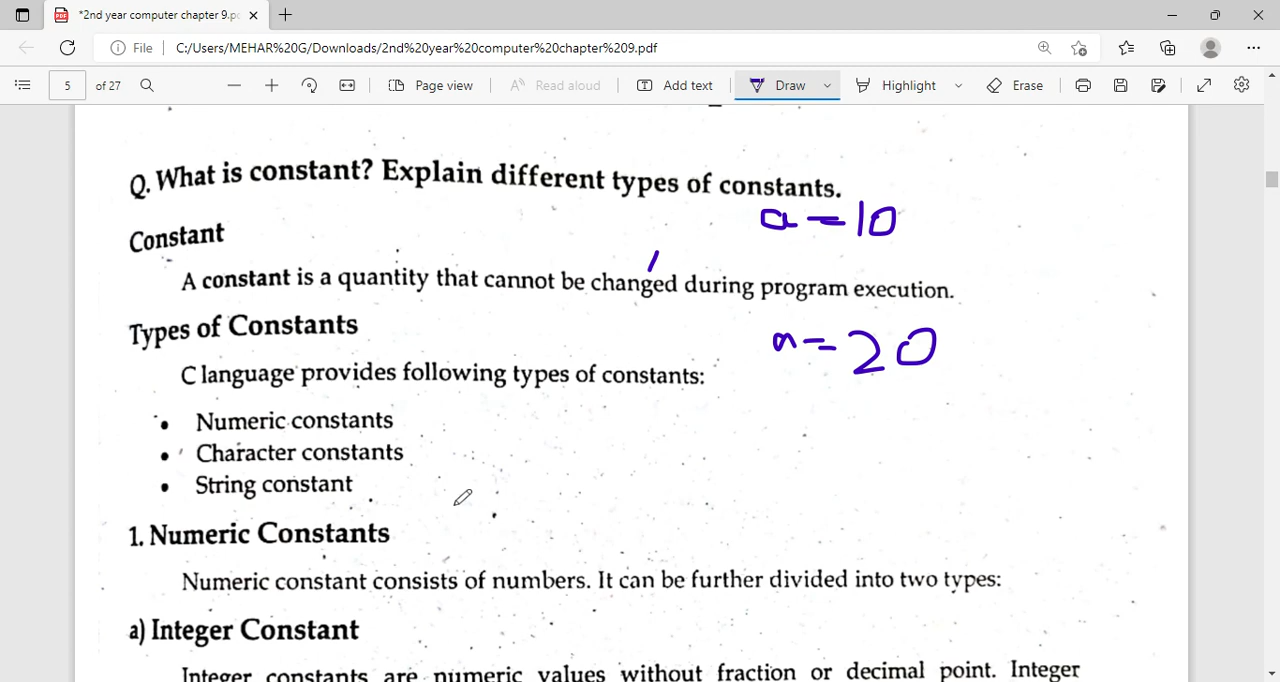 *2nd year computer chapter 9.pd
File
C:/Users/MEHAR%20G/Downloads/2nd%20year%20computer%20chapter%209.pdf
5 of 27
Page view
Read aloud
Add text
Draw
Highlight
Erase
Q. What is constant? Explain different types of constants.
a = 10
Constant
A constant is a quantity that cannot be changed during program execution.
Types of Constants
a = 20
C language provides following types of constants:
• Numeric constants
• Character constants
• String constant
1. Numeric Constants
Numeric constant consists of numbers. It can be further divided into two types:
a) Integer Constant
Integer constants are numeric values without fraction or decimal point. Integer